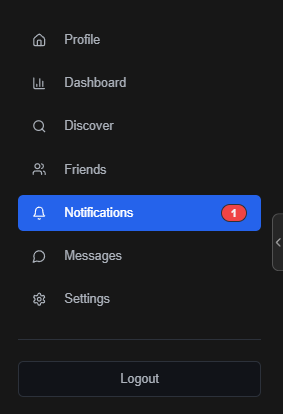 Profile
Dashboard
Discover
Friends
Notifications 1
Messages
Settings
Logout